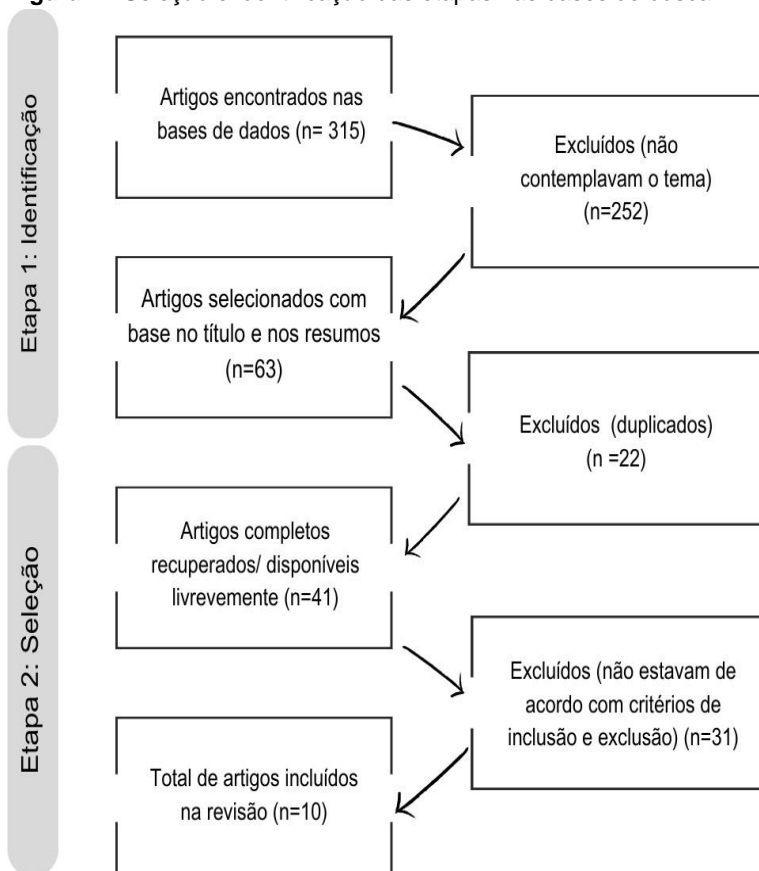 Etapa 1: Identificação
Artigos encontrados nas
bases de dados (n= 315)
Excluídos (não
contemplavam o tema)
(n=252)
Artigos selecionados com
base no título e nos resumos
(n=63)
Excluídos (duplicados)
(n =22)
Etapa 2: Seleção
Artigos completos
recuperados/ disponíveis
livrevemente (n=41)
Excluídos (não estavam de
acordo com critérios de
inclusão e exclusão) (n=31)
Total de artigos incluídos
na revisão (n=10)